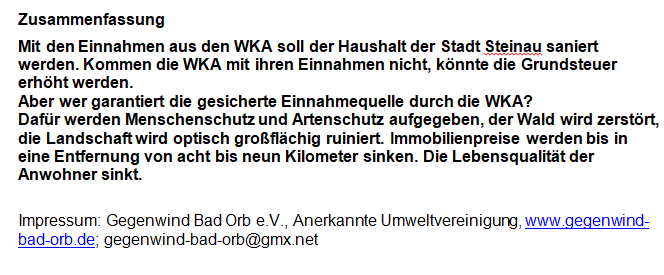 Zusammenfassung
Mit den Einnahmen aus den WKA soll der Haushalt der Stadt Steinau saniert
werden. Kommen die WKA mit ihren Einnahmen nicht, könnte die Grundsteuer
erhöht werden.
Aber wer garantiert die gesicherte Einnahmequelle durch die WKA?
Dafür werden Menschenschutz und Artenschutz aufgegeben, der Wald wird zerstört,
die Landschaft wird optisch großflächig ruiniert. Immobilienpreise werden bis in
eine Entfernung von acht bis neun Kilometer sinken. Die Lebensqualität der
Anwohner sinkt.
Impressum: Gegenwind Bad Orb e.V., Anerkannte Umweltvereinigung, www.gegenwind-
bad-orb.de; gegenwind-bad-orb@gmx.net